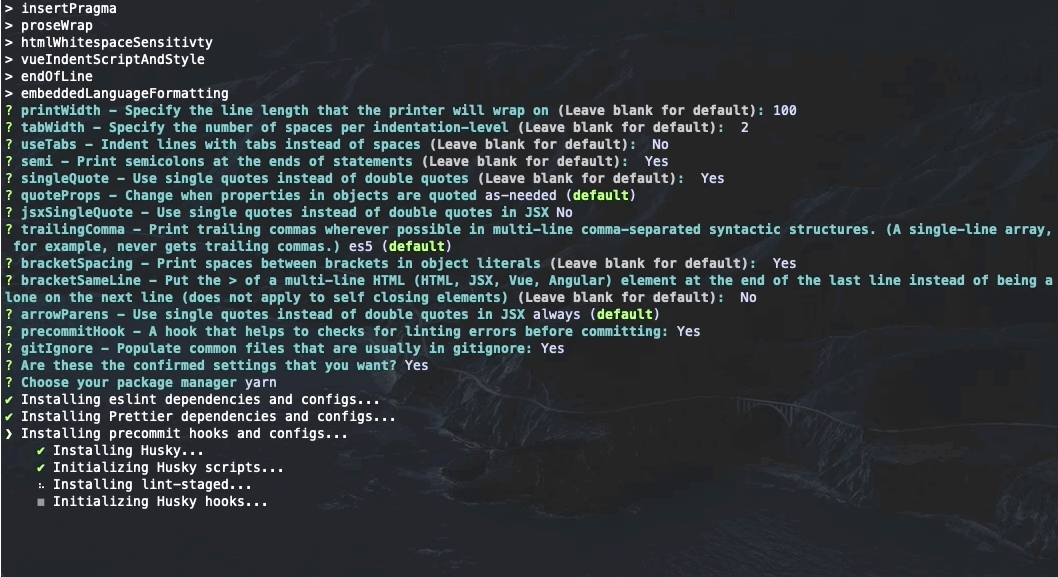 > insertPragma
> proseWrap
> htmlWhitespaceSensitivty
> vueIndentScriptAndStyle
> endOfLine
> embeddedLanguageFormatting
? printWidth – Specify the line length that the printer will wrap on (Leave blank for default): 100
? tabWidth – Specify the number of spaces per indentation-level (Leave blank for default):  2
? useTabs – Indent lines with tabs instead of spaces (Leave blank for default):  No
? semi – Print semicolons at the ends of statements (Leave blank for default):  Yes
? singleQuote – Use single quotes instead of double quotes (Leave blank for default):  Yes
? quoteProps – Change when properties in objects are quoted as-needed (default)
? jsxSingleQuote – Use single quotes instead of double quotes in JSX No
? trailingComma – Print trailing commas wherever possible in multi-line comma-separated syntactic structures. (A single-line array,
 for example, never gets trailing commas.) es5 (default)
? bracketSpacing – Print spaces between brackets in object literals (Leave blank for default):  Yes
? bracketSameLine – Put the > of a multi-line HTML (HTML, JSX, Vue, Angular) element at the end of the last line instead of being a
lone on the next line (does not apply to self closing elements) (Leave blank for default):  No
? arrowParens – Use single quotes instead of double quotes in JSX always (default)
? precommitHook – A hook that helps to checks for linting errors before committing: Yes
? gitIgnore – Populate common files that are usually in gitignore: Yes
? Are these the confirmed settings that you want? Yes
? Choose your package manager yarn
✔ Installing eslint dependencies and configs...
✔ Installing Prettier dependencies and configs...
❯ Installing precommit hooks and configs...
✔ Installing Husky...
✔ Initializing Husky scripts...
Installing lint-staged...
Initializing Husky hooks...